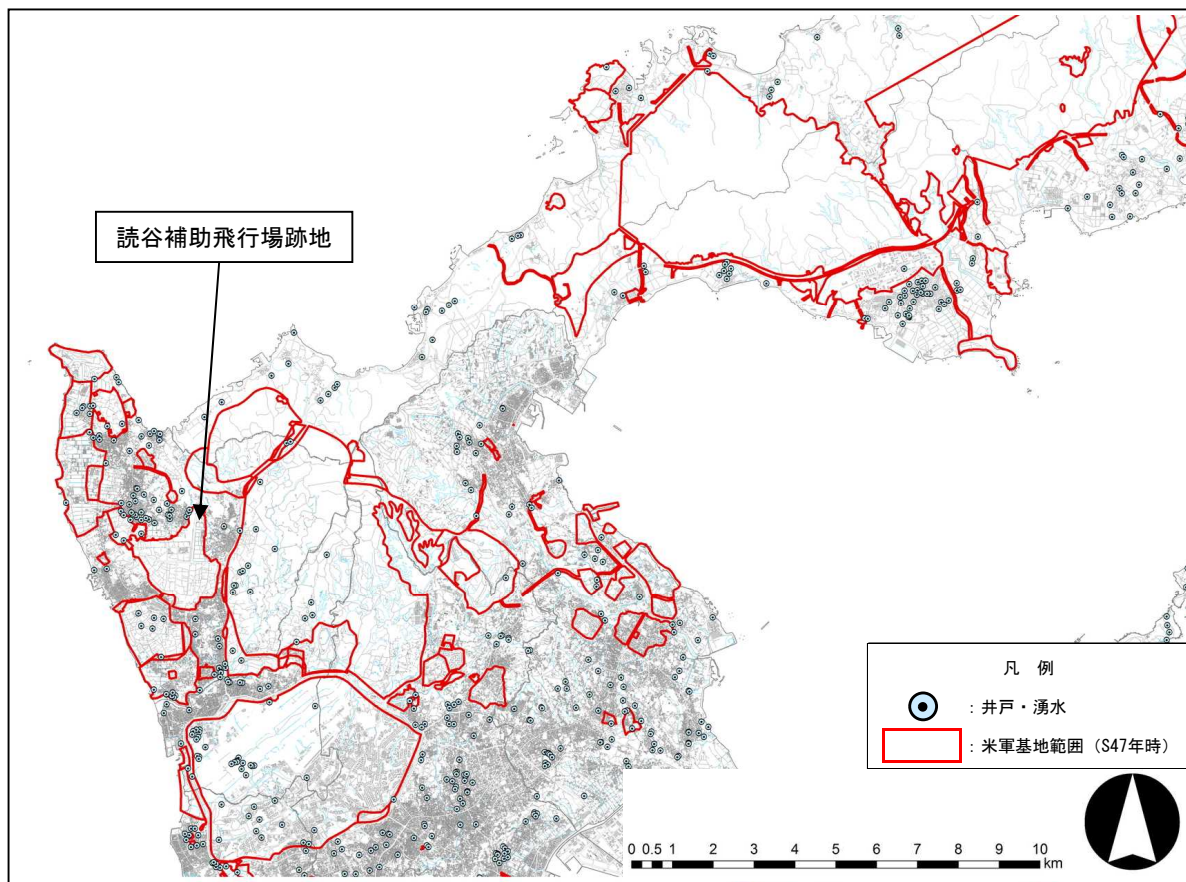 読谷補助飛行場跡地
凡 例
：井戸・湧水
：米軍基地範囲（S47年時）
0 0.5 1 2 3 4 5 6 7 8 9 10
km